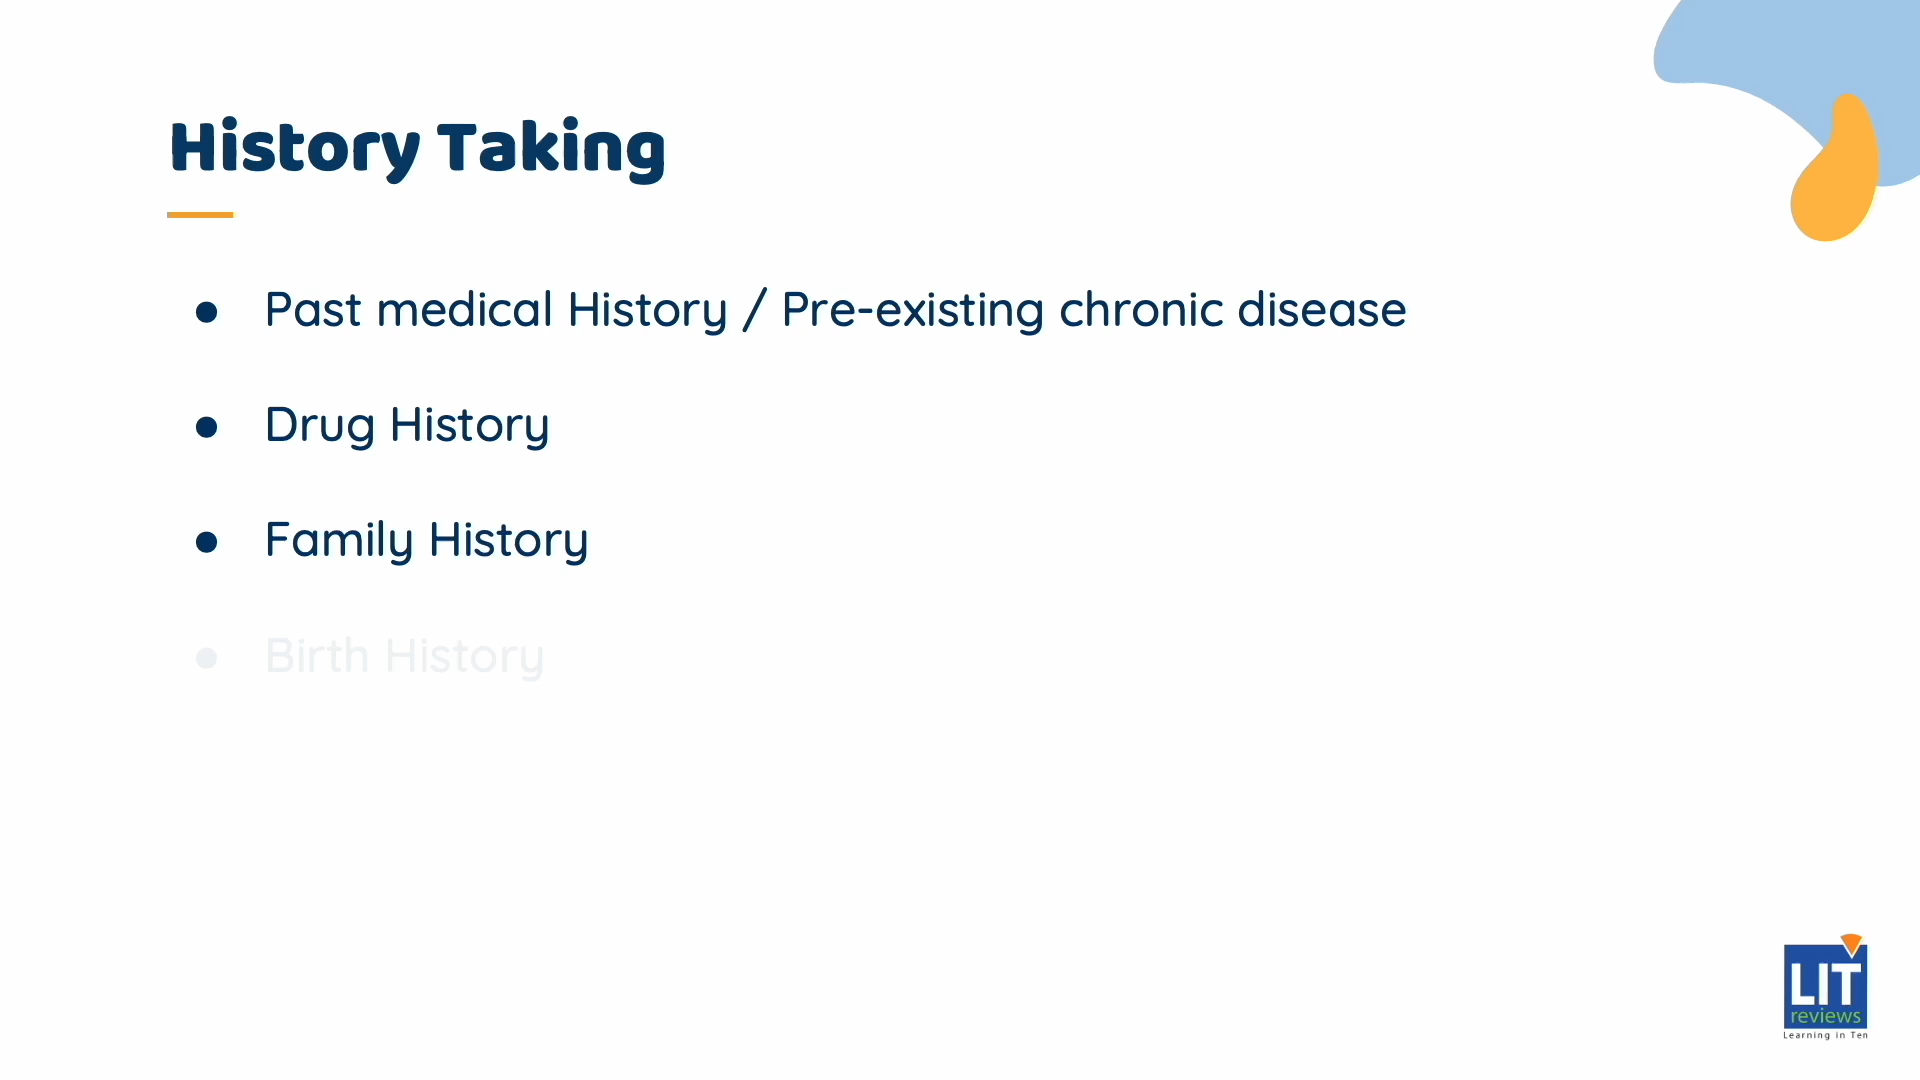 History Taking
● Past medical History / Pre-existing chronic disease
● Drug History
● Family History
● Birth History
LIT
reviews
Learning in Ten